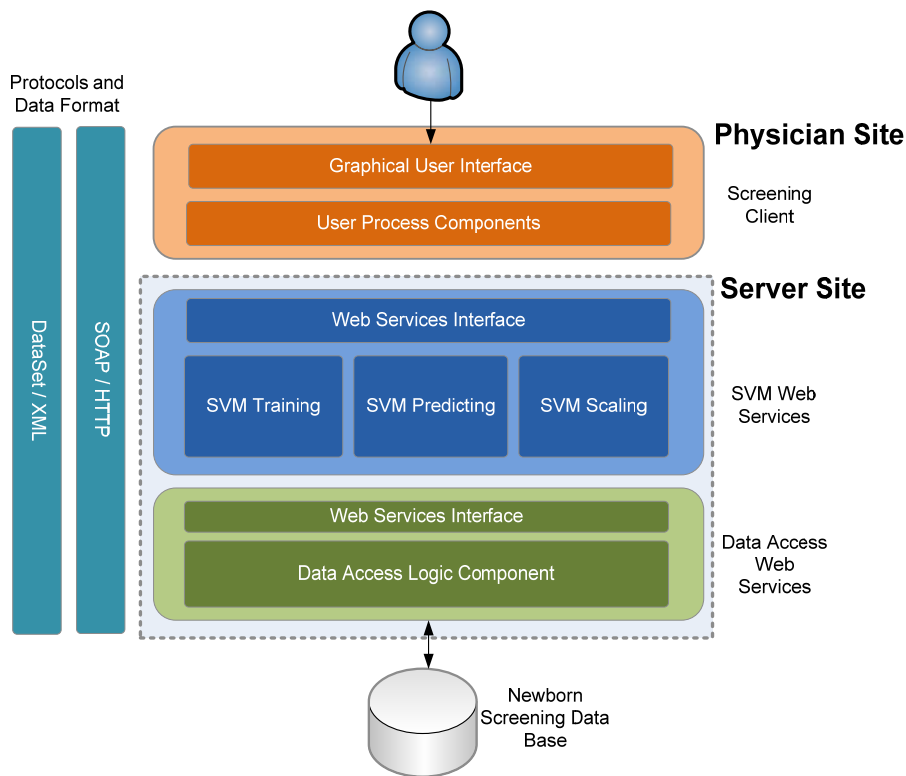 Protocols and
Data Format
DataSet / XML
SOAP / HTTP
Physician Site
Graphical User Interface
User Process Components
Screening
Client
Server Site
Web Services Interface
SVM Training
SVM Predicting
SVM Scaling
SVM Web
Services
Web Services Interface
Data Access Logic Component
Data Access
Web
Services
Newborn
Screening Data
Base